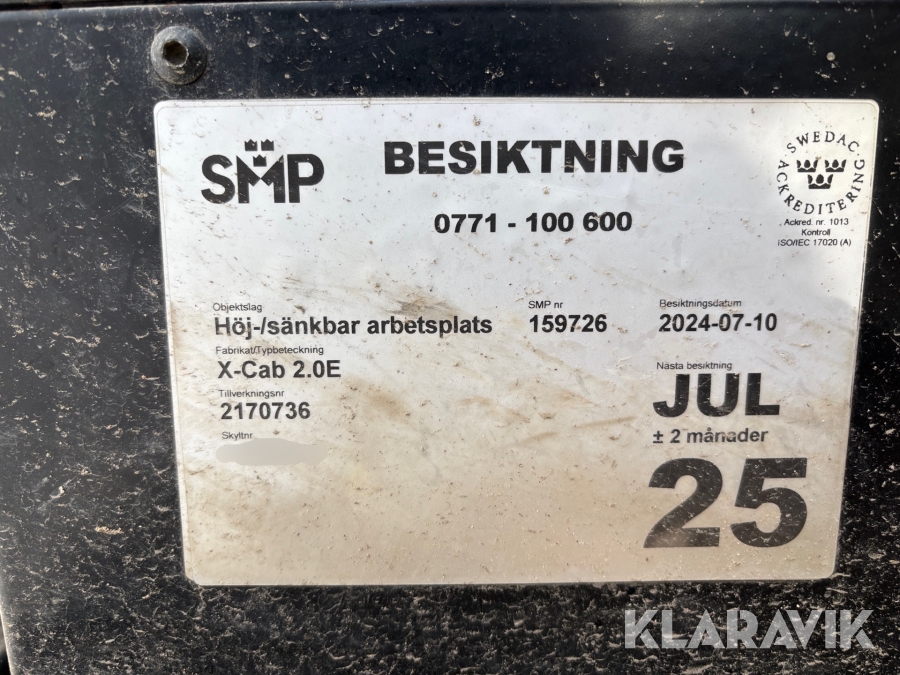 SMP
BESIKTNING
0771 - 100 600
SWEDAC
ACKREDITERING
Ackred. nr. 1013
Kontroll
ISO/IEC 17020 (A)
Objektslag
Höj-/sänkbar arbetsplats
SMP nr
159726
Besiktningsdatum
2024-07-10
Fabrikat/Typbeteckning
X-Cab 2.0E
Tillverkningsnr
2170736
Skyltnr
Nästa besiktning
JUL
± 2 månader
25
KLARAVIK